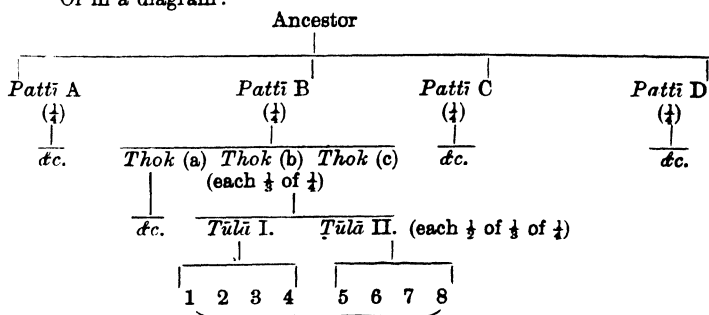 Or in a diagram:
Ancestor
Pattī A Pattī B Pattī C Pattī D
(¼) (¼) (¼) (¼)
&c. Thok (a) Thok (b) Thok (c) &c. &c.
(each ⅓ of ¼)
&c. Tūlā I. Tūlā II. (each ½ of ⅓ of ¼)
1 2 3 4 5 6 7 8